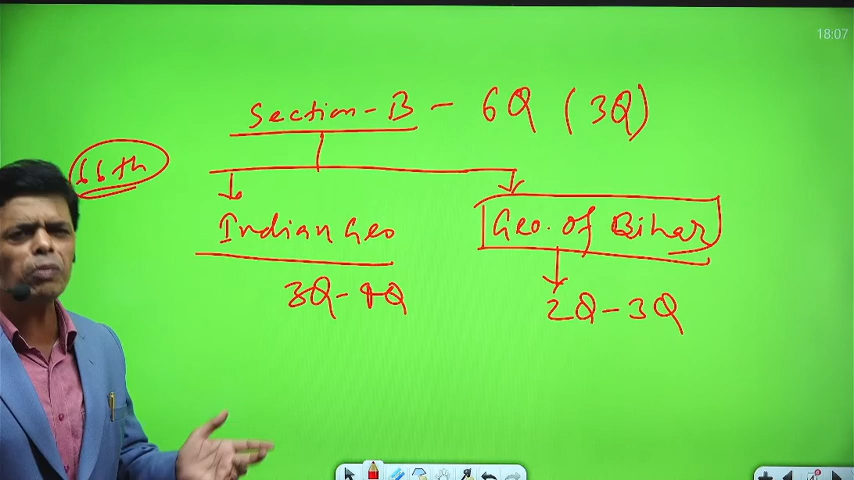 18:07
Section-B - 6Q (3Q)
66th
Indian Geo
Geo. of Bihar
3Q-4Q
2Q-3Q